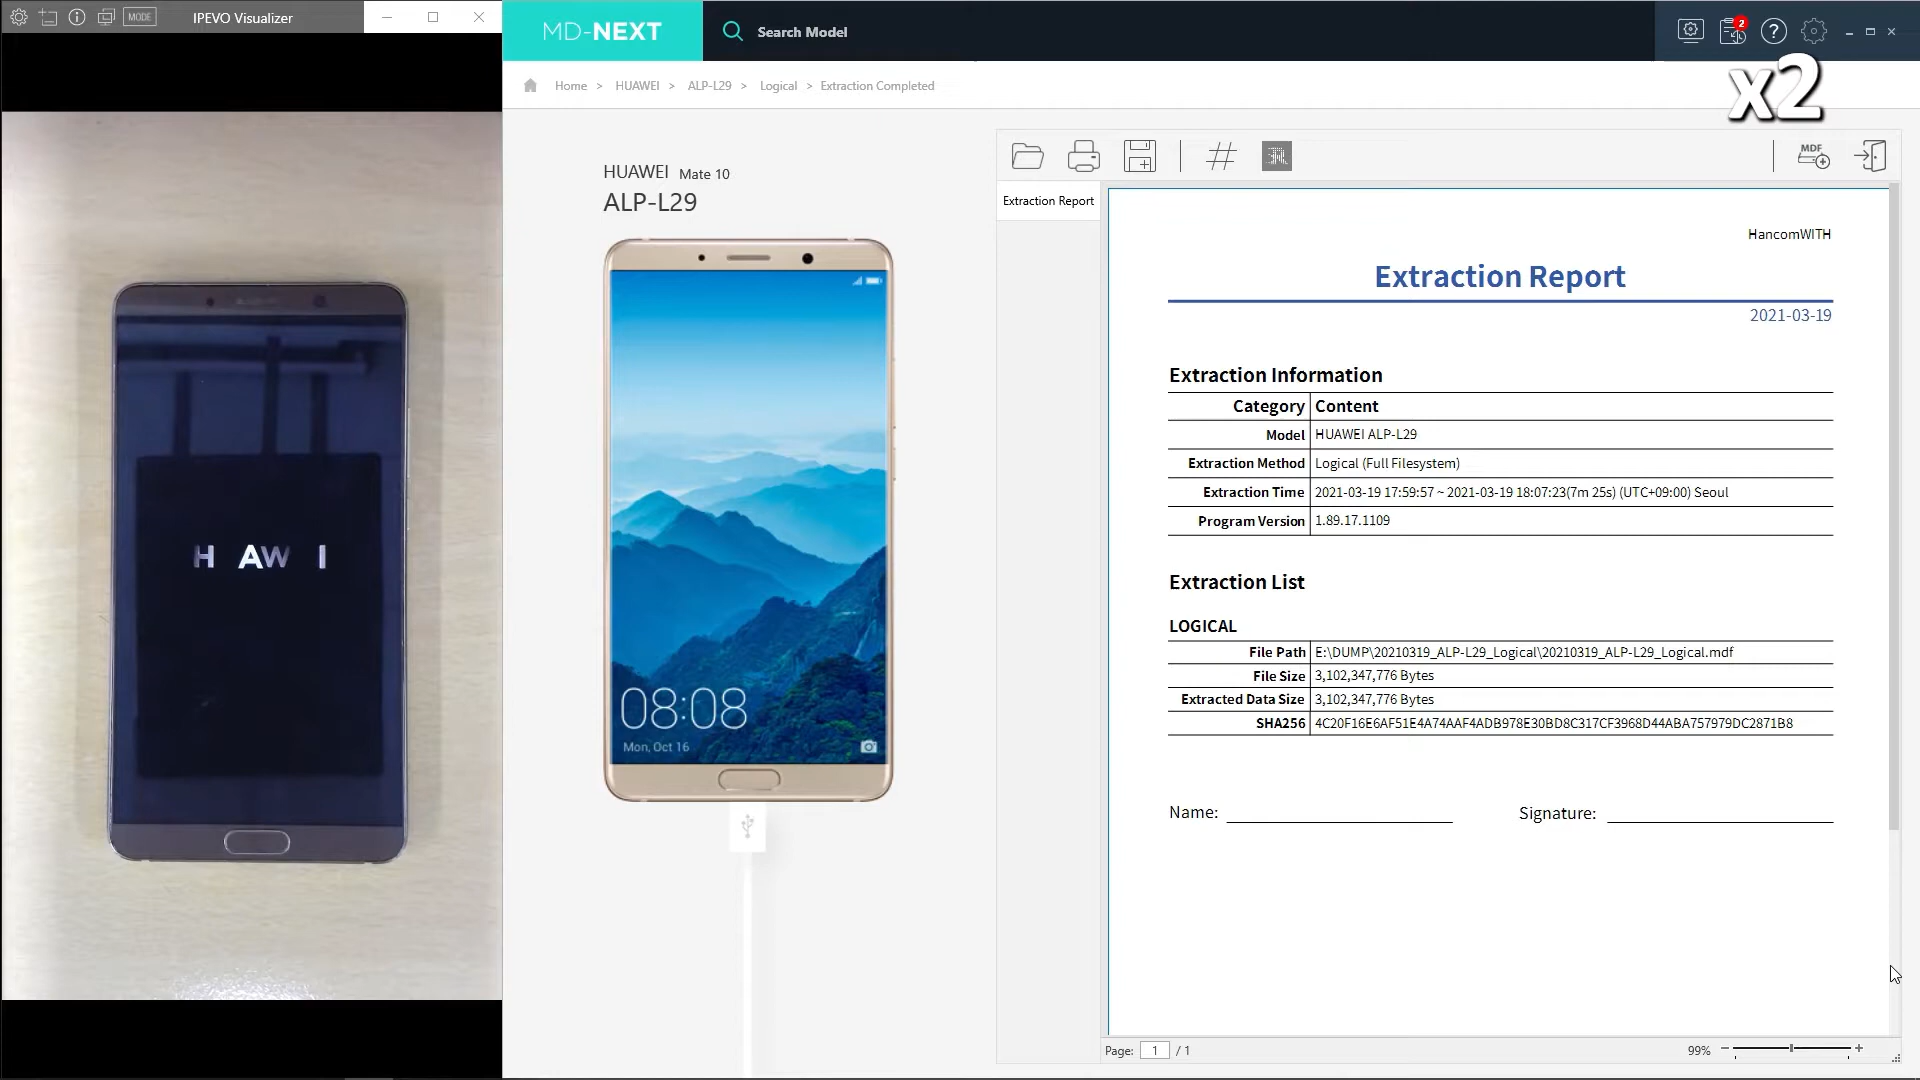 MODE
IPEVO Visualizer
H AW I
MD-NEXT
Search Model
2
x2
Home > HUAWEI > ALP-L29 > Logical > Extraction Completed
HUAWEI Mate 10
ALP-L29
08:08
Mon, Oct 16
MDF
Extraction Report
HancomWITH
Extraction Report
2021-03-19
Extraction Information
Category Content
Model HUAWEI ALP-L29
Extraction Method Logical (Full Filesystem)
Extraction Time 2021-03-19 17:59:57 ~ 2021-03-19 18:07:23(7m 25s) (UTC+09:00) Seoul
Program Version 1.89.17.1109
Extraction List
LOGICAL
File Path E:\DUMP\20210319_ALP-L29_Logical\20210319_ALP-L29_Logical.mdf
File Size 3,102,347,776 Bytes
Extracted Data Size 3,102,347,776 Bytes
SHA256 4C20F16E6AF51E4A74AAF4ADB978E30BD8C317CF3968D44ABA757979DC2871B8
Name: Signature:
Page: 1 / 1
99%